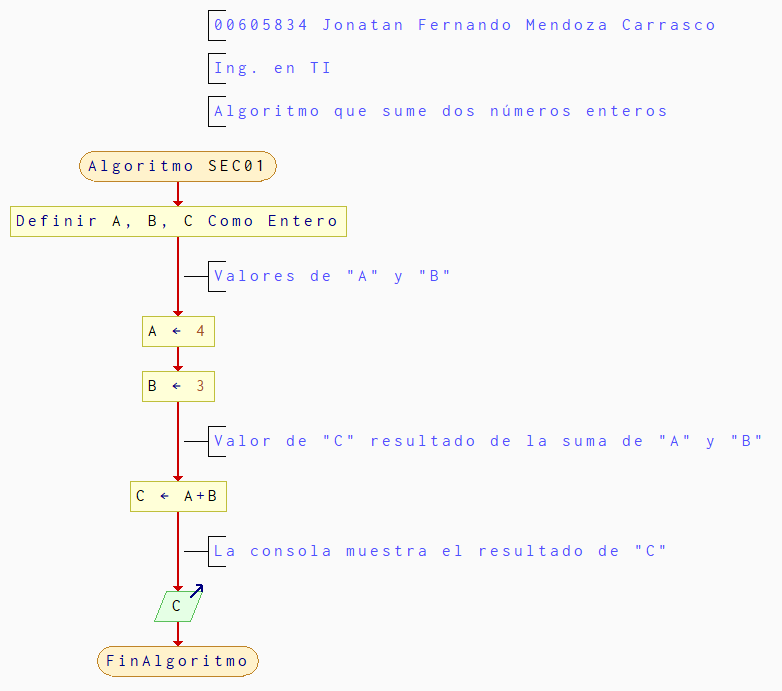 00605834 Jonatan Fernando Mendoza Carrasco
Ing. en TI
Algoritmo que sume dos números enteros
Algoritmo SEC01
Definir A, B, C Como Entero
Valores de "A" y "B"
A ← 4
B ← 3
Valor de "C" resultado de la suma de "A" y "B"
C ← A+B
La consola muestra el resultado de "C"
C
FinAlgoritmo